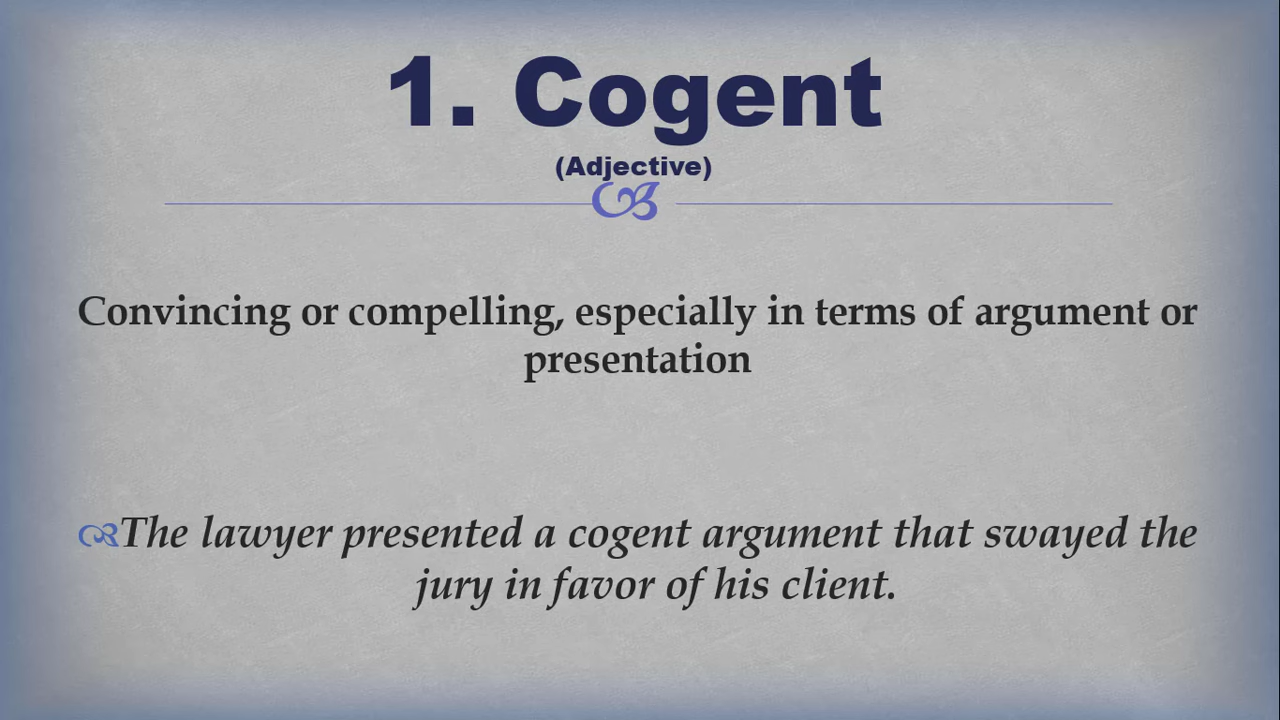 1. Cogent
(Adjective)
Convincing or compelling, especially in terms of argument or
presentation
The lawyer presented a cogent argument that swayed the
jury in favor of his client.